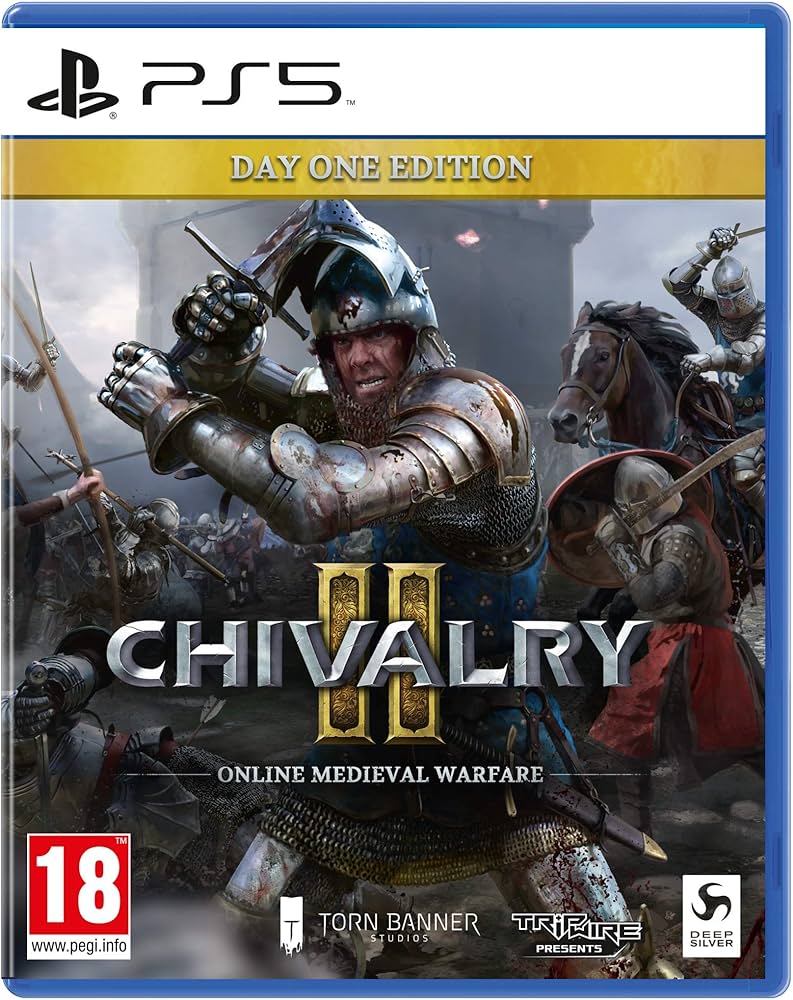 PS5
DAY ONE EDITION
II
CHIVALRY
ONLINE MEDIEVAL WARFARE
18
www.pegi.info
TORN BANNER
STUDIOS
TRIPWIRE
PRESENTS
DEEP
SILVER